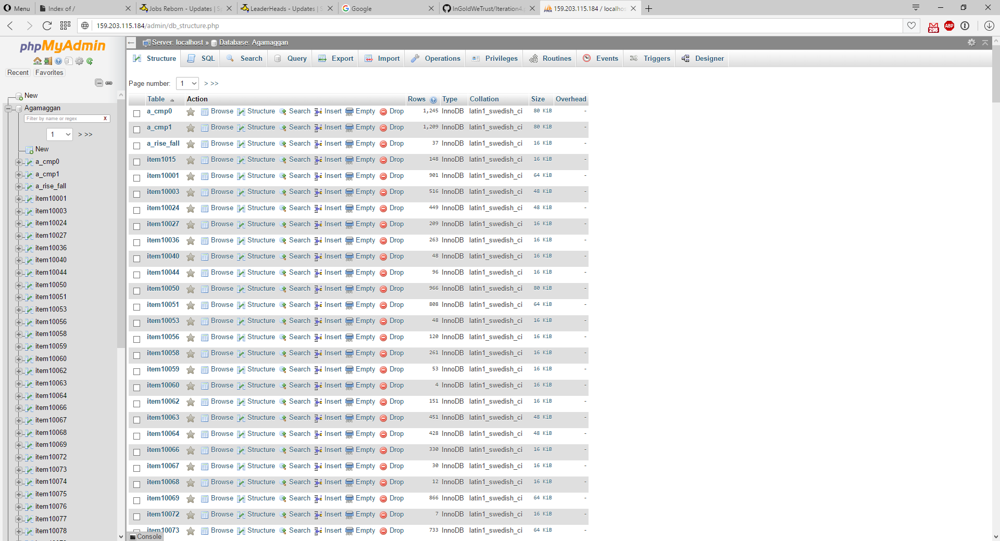 Menu
Index of /
Jobs Reborn - Updates | S
LeaderHeads - Updates | S
Google
InGoldWeTrust/Iteration4.
159.203.115.184 / localhos
159.203.115.184/admin/db_structure.php
298
ABP
phpMyAdmin
Recent
Favorites
New
Agamaggan
Filter by name or regex
X
1
> >>
New
a_cmp0
a_cmp1
a_rise_fall
item10001
item10003
item10024
item10027
item10036
item10040
item10044
item10050
item10051
item10053
item10056
item10058
item10059
item10060
item10062
item10063
item10064
item10066
item10067
item10068
item10069
item10072
item10073
item10074
item10075
item10076
item10077
item10078
Server: localhost » Database: Agamaggan
Structure SQL Search Query Export Import Operations Privileges Routines Events Triggers Designer
Page number: 1 > >>
Table Action Rows Type Collation Size Overhead
a_cmp0 Browse Structure Search Insert Empty Drop 1,245 InnoDB latin1_swedish_ci 80 KiB -
a_cmp1 Browse Structure Search Insert Empty Drop 1,209 InnoDB latin1_swedish_ci 80 KiB -
a_rise_fall Browse Structure Search Insert Empty Drop 37 InnoDB latin1_swedish_ci 16 KiB -
item1015 Browse Structure Search Insert Empty Drop 148 InnoDB latin1_swedish_ci 16 KiB -
item10001 Browse Structure Search Insert Empty Drop 901 InnoDB latin1_swedish_ci 64 KiB -
item10003 Browse Structure Search Insert Empty Drop 516 InnoDB latin1_swedish_ci 48 KiB -
item10024 Browse Structure Search Insert Empty Drop 449 InnoDB latin1_swedish_ci 48 KiB -
item10027 Browse Structure Search Insert Empty Drop 209 InnoDB latin1_swedish_ci 16 KiB -
item10036 Browse Structure Search Insert Empty Drop 263 InnoDB latin1_swedish_ci 16 KiB -
item10040 Browse Structure Search Insert Empty Drop 48 InnoDB latin1_swedish_ci 16 KiB -
item10044 Browse Structure Search Insert Empty Drop 96 InnoDB latin1_swedish_ci 16 KiB -
item10050 Browse Structure Search Insert Empty Drop 966 InnoDB latin1_swedish_ci 80 KiB -
item10051 Browse Structure Search Insert Empty Drop 808 InnoDB latin1_swedish_ci 64 KiB -
item10053 Browse Structure Search Insert Empty Drop 48 InnoDB latin1_swedish_ci 16 KiB -
item10056 Browse Structure Search Insert Empty Drop 120 InnoDB latin1_swedish_ci 16 KiB -
item10058 Browse Structure Search Insert Empty Drop 261 InnoDB latin1_swedish_ci 16 KiB -
item10059 Browse Structure Search Insert Empty Drop 53 InnoDB latin1_swedish_ci 16 KiB -
item10060 Browse Structure Search Insert Empty Drop 4 InnoDB latin1_swedish_ci 16 KiB -
item10062 Browse Structure Search Insert Empty Drop 151 InnoDB latin1_swedish_ci 16 KiB -
item10063 Browse Structure Search Insert Empty Drop 451 InnoDB latin1_swedish_ci 48 KiB -
item10064 Browse Structure Search Insert Empty Drop 428 InnoDB latin1_swedish_ci 48 KiB -
item10066 Browse Structure Search Insert Empty Drop 330 InnoDB latin1_swedish_ci 16 KiB -
item10067 Browse Structure Search Insert Empty Drop 30 InnoDB latin1_swedish_ci 16 KiB -
item10068 Browse Structure Search Insert Empty Drop 12 InnoDB latin1_swedish_ci 16 KiB -
item10069 Browse Structure Search Insert Empty Drop 866 InnoDB latin1_swedish_ci 64 KiB -
item10072 Browse Structure Search Insert Empty Drop 7 InnoDB latin1_swedish_ci 16 KiB -
item10073 Browse Structure Search Insert Empty Drop 733 InnoDB latin1_swedish_ci 64 KiB -
Console